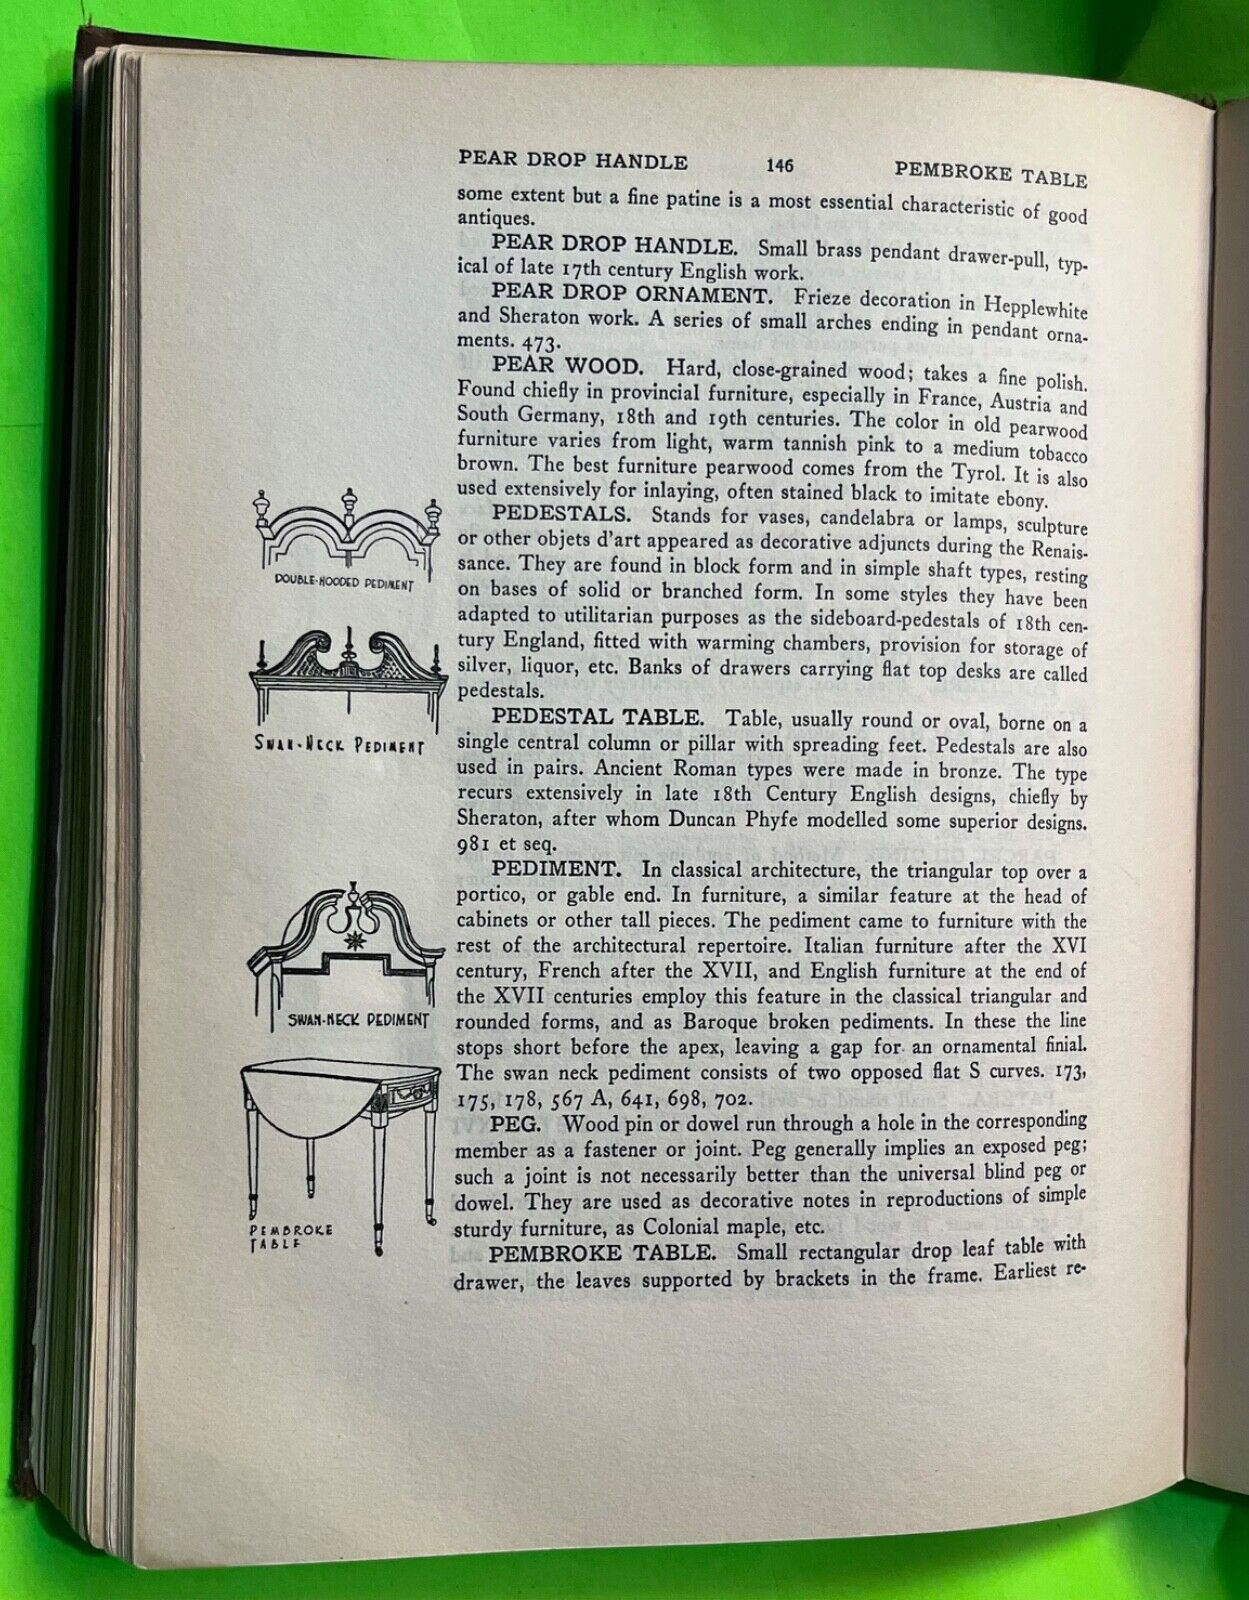 PEAR DROP HANDLE 146 PEMBROKE TABLE
some extent but a fine patine is a most essential characteristic of good
antiques.
PEAR DROP HANDLE. Small brass pendant drawer-pull, typ-
ical of late 17th century English work.
PEAR DROP ORNAMENT. Frieze decoration in Hepplewhite
and Sheraton work. A series of small arches ending in pendant orna-
ments. 473.
PEAR WOOD. Hard, close-grained wood; takes a fine polish.
Found chiefly in provincial furniture, especially in France, Austria and
South Germany, 18th and 19th centuries. The color in old pearwood
furniture varies from light, warm tannish pink to a medium tobacco
brown. The best furniture pearwood comes from the Tyrol. It is also
used extensively for inlaying, often stained black to imitate ebony.
PEDESTALS. Stands for vases, candelabra or lamps, sculpture
or other objets d'art appeared as decorative adjuncts during the Renais-
sance. They are found in block form and in simple shaft types, resting
on bases of solid or branched form. In some styles they have been
adapted to utilitarian purposes as the sideboard-pedestals of 18th cen-
tury England, fitted with warming chambers, provision for storage of
silver, liquor, etc. Banks of drawers carrying flat top desks are called
pedestals.
PEDESTAL TABLE. Table, usually round or oval, borne on a
single central column or pillar with spreading feet. Pedestals are also
used in pairs. Ancient Roman types were made in bronze. The type
recurs extensively in late 18th Century English designs, chiefly by
Sheraton, after whom Duncan Phyfe modelled some superior designs.
981 et seq.
PEDIMENT. In classical architecture, the triangular top over a
portico, or gable end. In furniture, a similar feature at the head of
cabinets or other tall pieces. The pediment came to furniture with the
rest of the architectural repertoire. Italian furniture after the XVI
century, French after the XVII, and English furniture at the end of
the XVII centuries employ this feature in the classical triangular and
rounded forms, and as Baroque broken pediments. In these the line
stops short before the apex, leaving a gap for an ornamental finial.
The swan neck pediment consists of two opposed flat S curves. 173,
175, 178, 567 A, 641, 698, 702.
PEG. Wood pin or dowel run through a hole in the corresponding
member as a fastener or joint. Peg generally implies an exposed peg;
such a joint is not necessarily better than the universal blind peg or
dowel. They are used as decorative notes in reproductions of simple
sturdy furniture, as Colonial maple, etc.
PEMBROKE TABLE. Small rectangular drop leaf table with
drawer, the leaves supported by brackets in the frame. Earliest re-
DOUBLE-HOODED PEDIMENT
SWAN-NECK PEDIMENT
SWAN-NECK PEDIMENT
PEMBROKE
TABLE